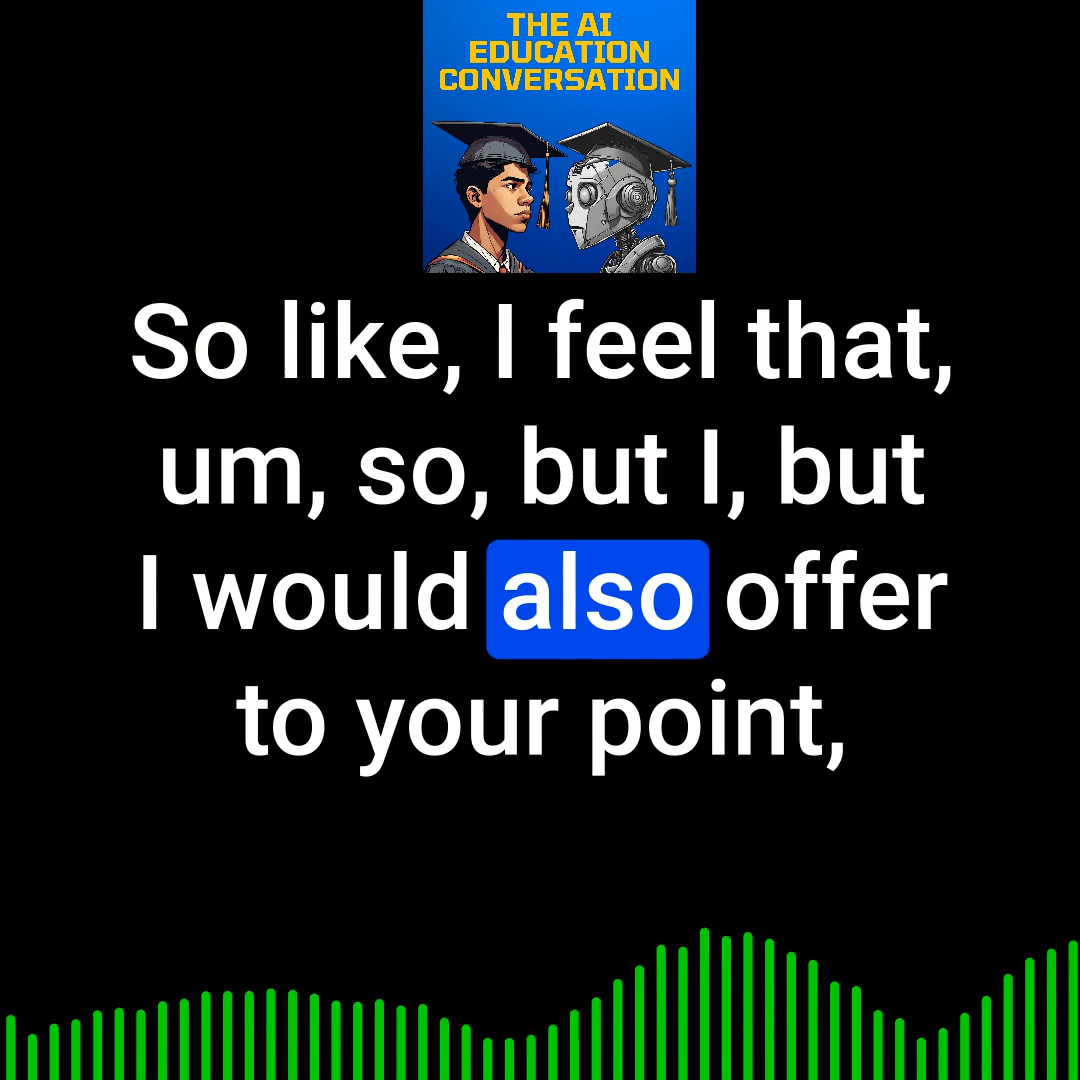 THE AI
EDUCATION
CONVERSATION
So like, I feel that,
um, so, but I, but
I would also offer
to your point,